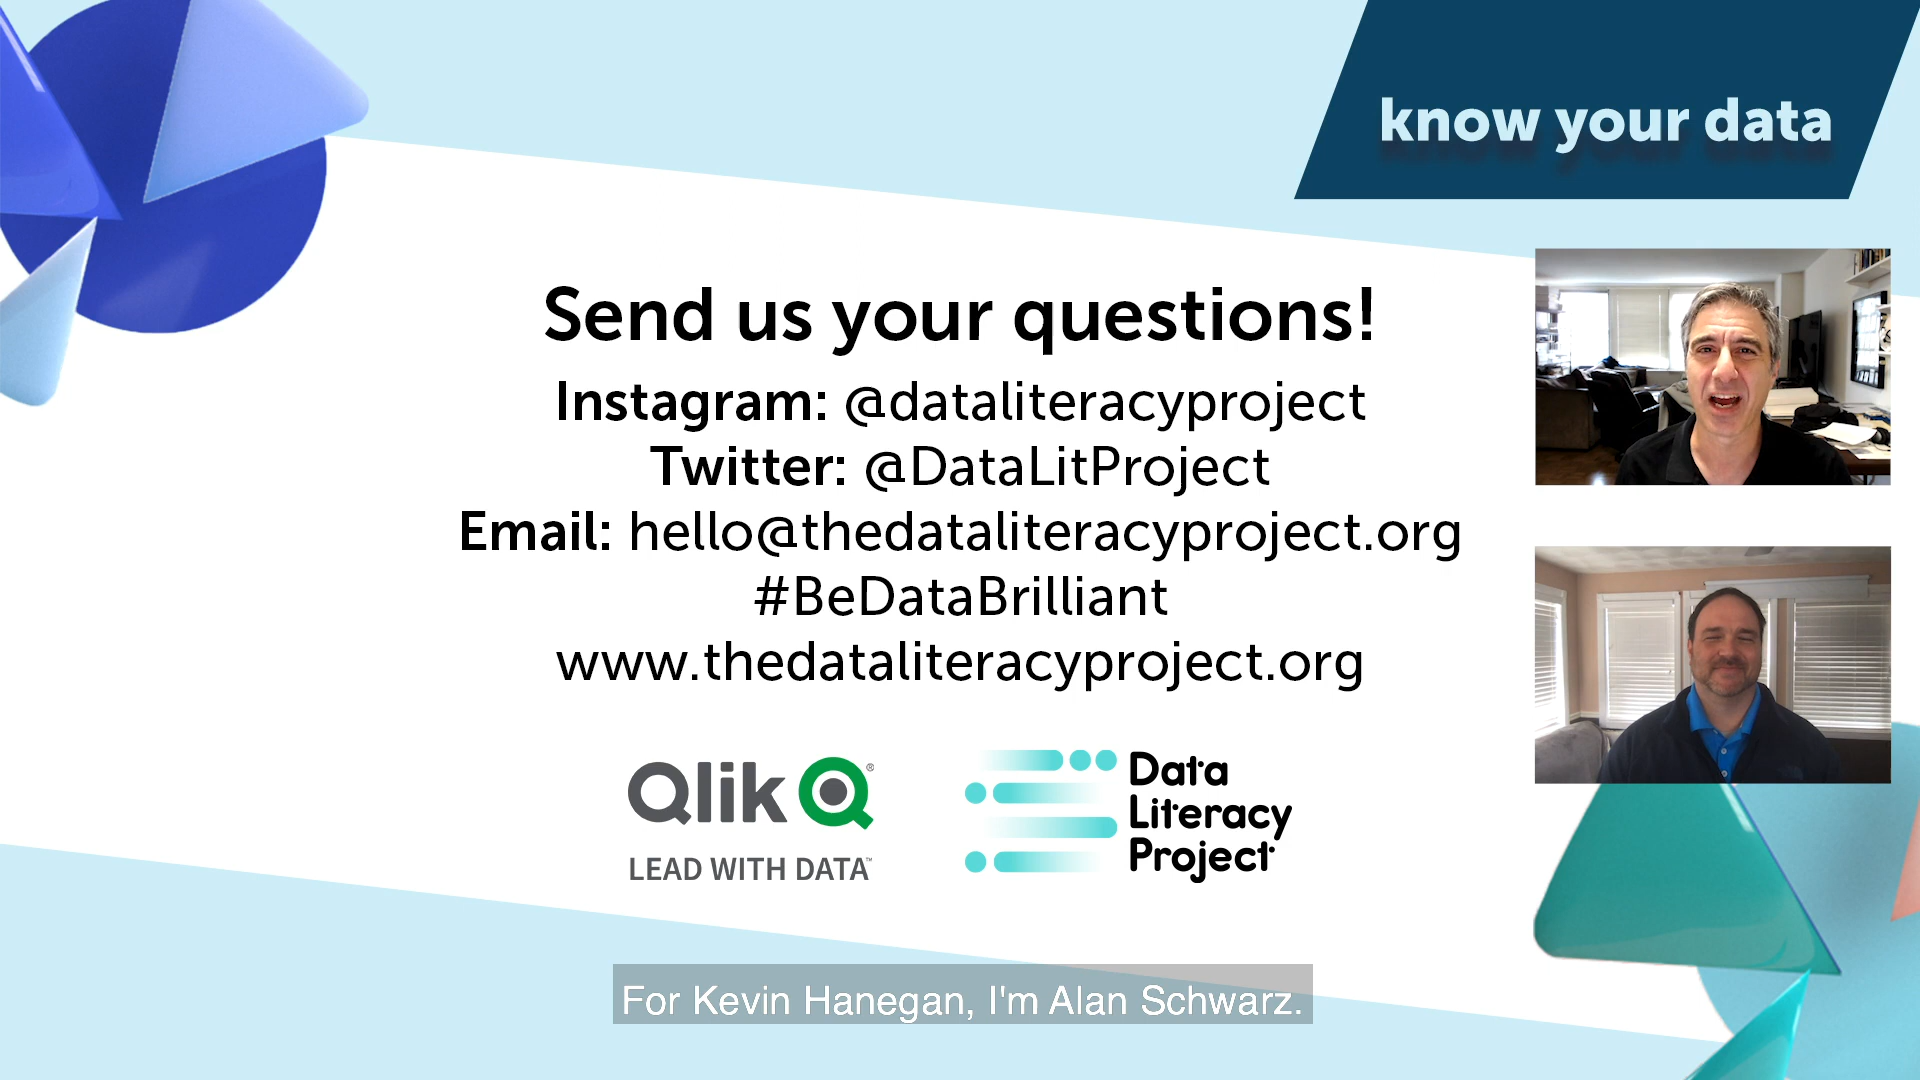 know your data
Send us your questions!
Instagram: @dataliteracyproject
Twitter: @DataLitProject
Email: hello@thedataliteracyproject.org
#BeDataBrilliant
www.thedataliteracyproject.org
Qlik Q®
LEAD WITH DATA™
Data
Literacy
Project
For Kevin Hanegan, I'm Alan Schwarz.